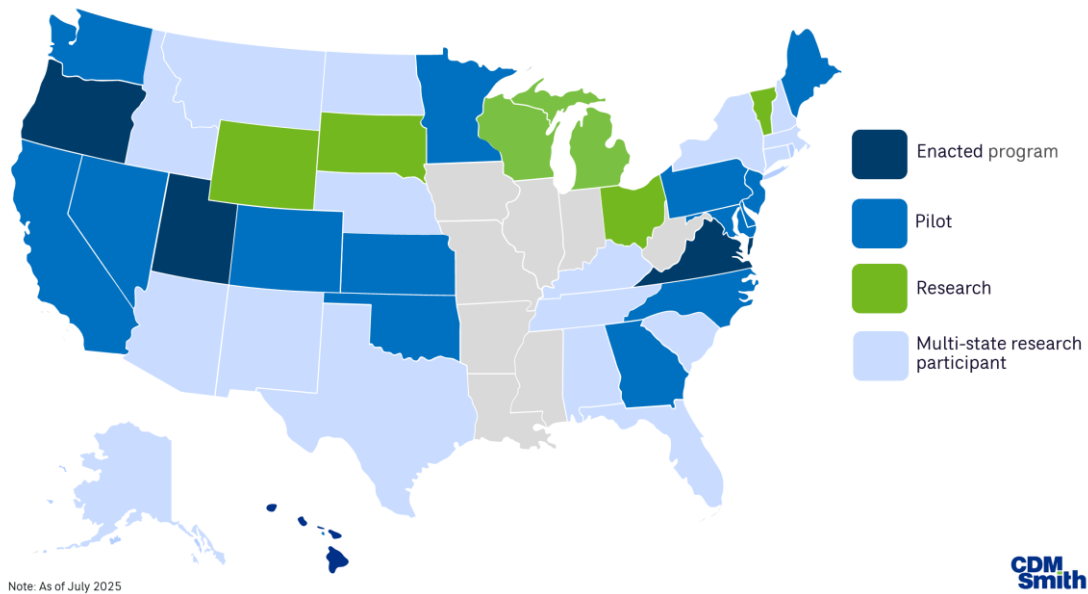 Enacted program
Pilot
Research
Multi-state research
participant
Note: As of July 2025
CDM
Smith